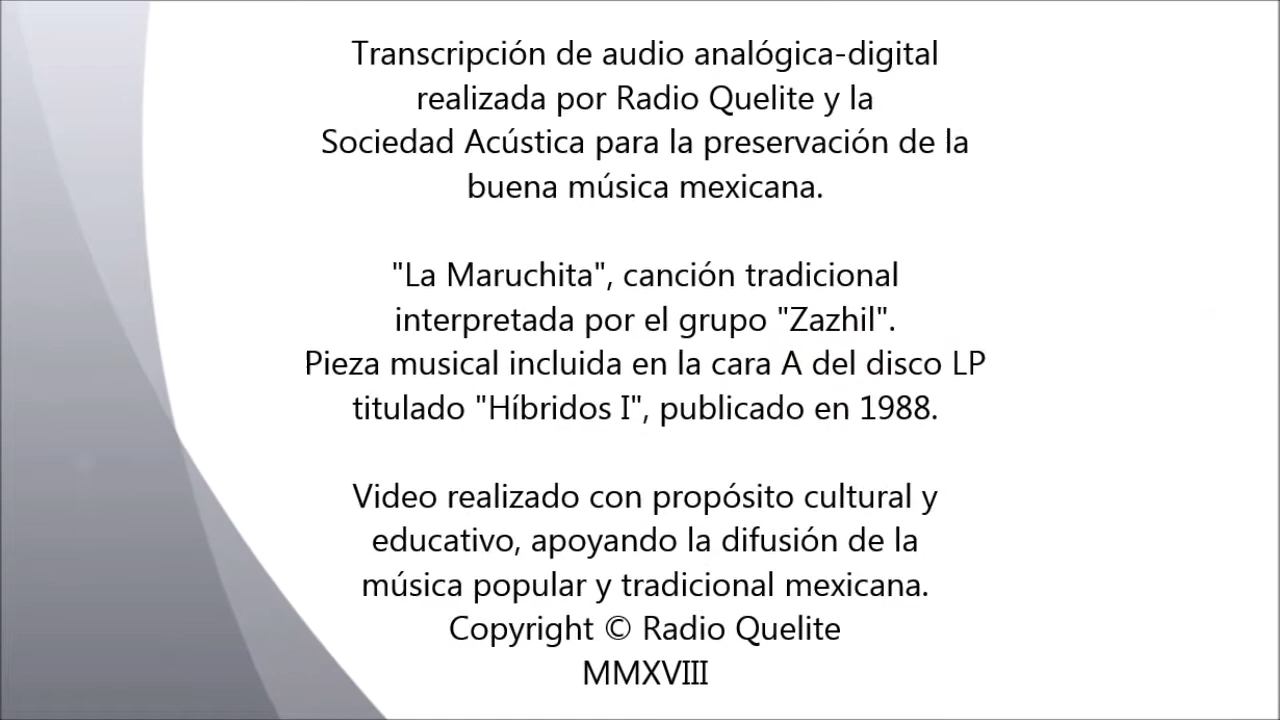 Transcripción de audio analógica-digital
realizada por Radio Quelite y la
Sociedad Acústica para la preservación de la
buena música mexicana.
"La Maruchita", canción tradicional
interpretada por el grupo "Zazhil".
Pieza musical incluida en la cara A del disco LP
titulado "Híbridos I", publicado en 1988.
Video realizado con propósito cultural y
educativo, apoyando la difusión de la
música popular y tradicional mexicana.
Copyright © Radio Quelite
MMXVIII